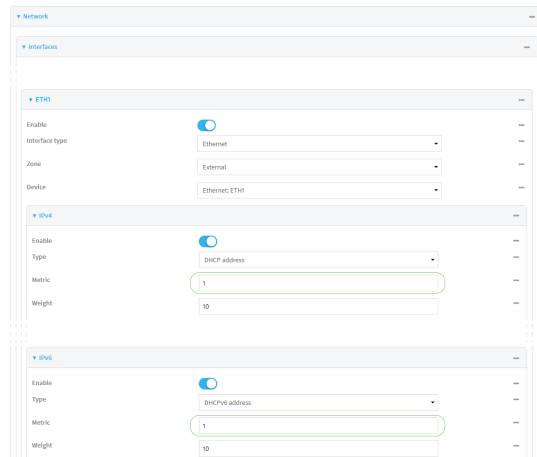 Network
Interfaces
ETH1
Enable
Interface type Ethernet
Zone External
Device Ethernet: ETH1
IPv4
Enable
Type DHCP address
Metric 1
Weight 10
IPv6
Enable
Type DHCPv6 address
Metric 1
Weight 10